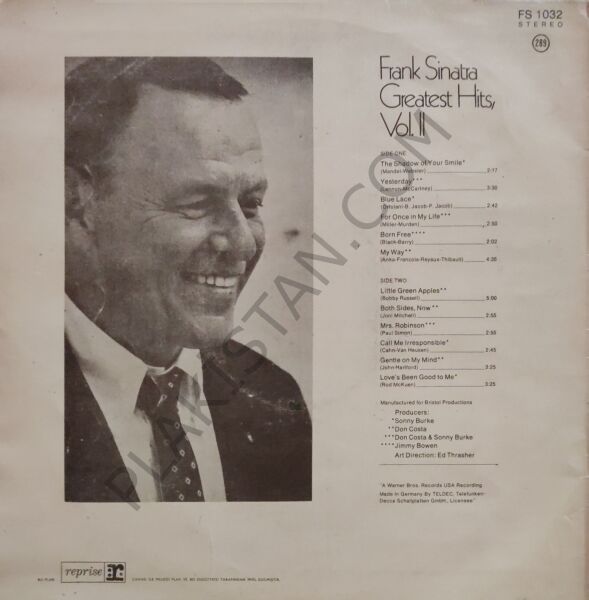 FS 1032
STEREO
289
Frank Sinatra
Greatest Hits,
Vol. II
SIDE ONE
The Shadow of Your Smile*
(Mandel-Webster) 2:17
Yesterday***
(Lennon-McCartney) 3:30
Blue Lace*
(Ortolani-B. Jacob-P. Jacob) 2:42
For Once in My Life***
(Miller-Murden) 2:50
Born Free****
(Black-Barry) 2:02
My Way**
(Anka-Francois-Revaux-Thibault) 4:35
SIDE TWO
Little Green Apples**
(Bobby Russell) 5:00
Both Sides, Now**
(Joni Mitchell) 2:55
Mrs. Robinson***
(Paul Simon) 2:55
Call Me Irresponsible*
(Cahn-Van Heusen) 2:45
Gentle on My Mind**
(John Hartford) 3:25
Love's Been Good to Me*
(Rod McKuen) 3:25
Manufactured for Bristol Productions
Producers:
*Sonny Burke
**Don Costa
***Don Costa & Sonny Burke
****Jimmy Bowen
Art Direction: Ed Thrasher
"A Warner Bros. Records USA Recording
Made in Germany By TELDEC, Telefunken-
Decca Schallplatten GmbH., Licensee"
reprise r
PLAKISTAN.COM